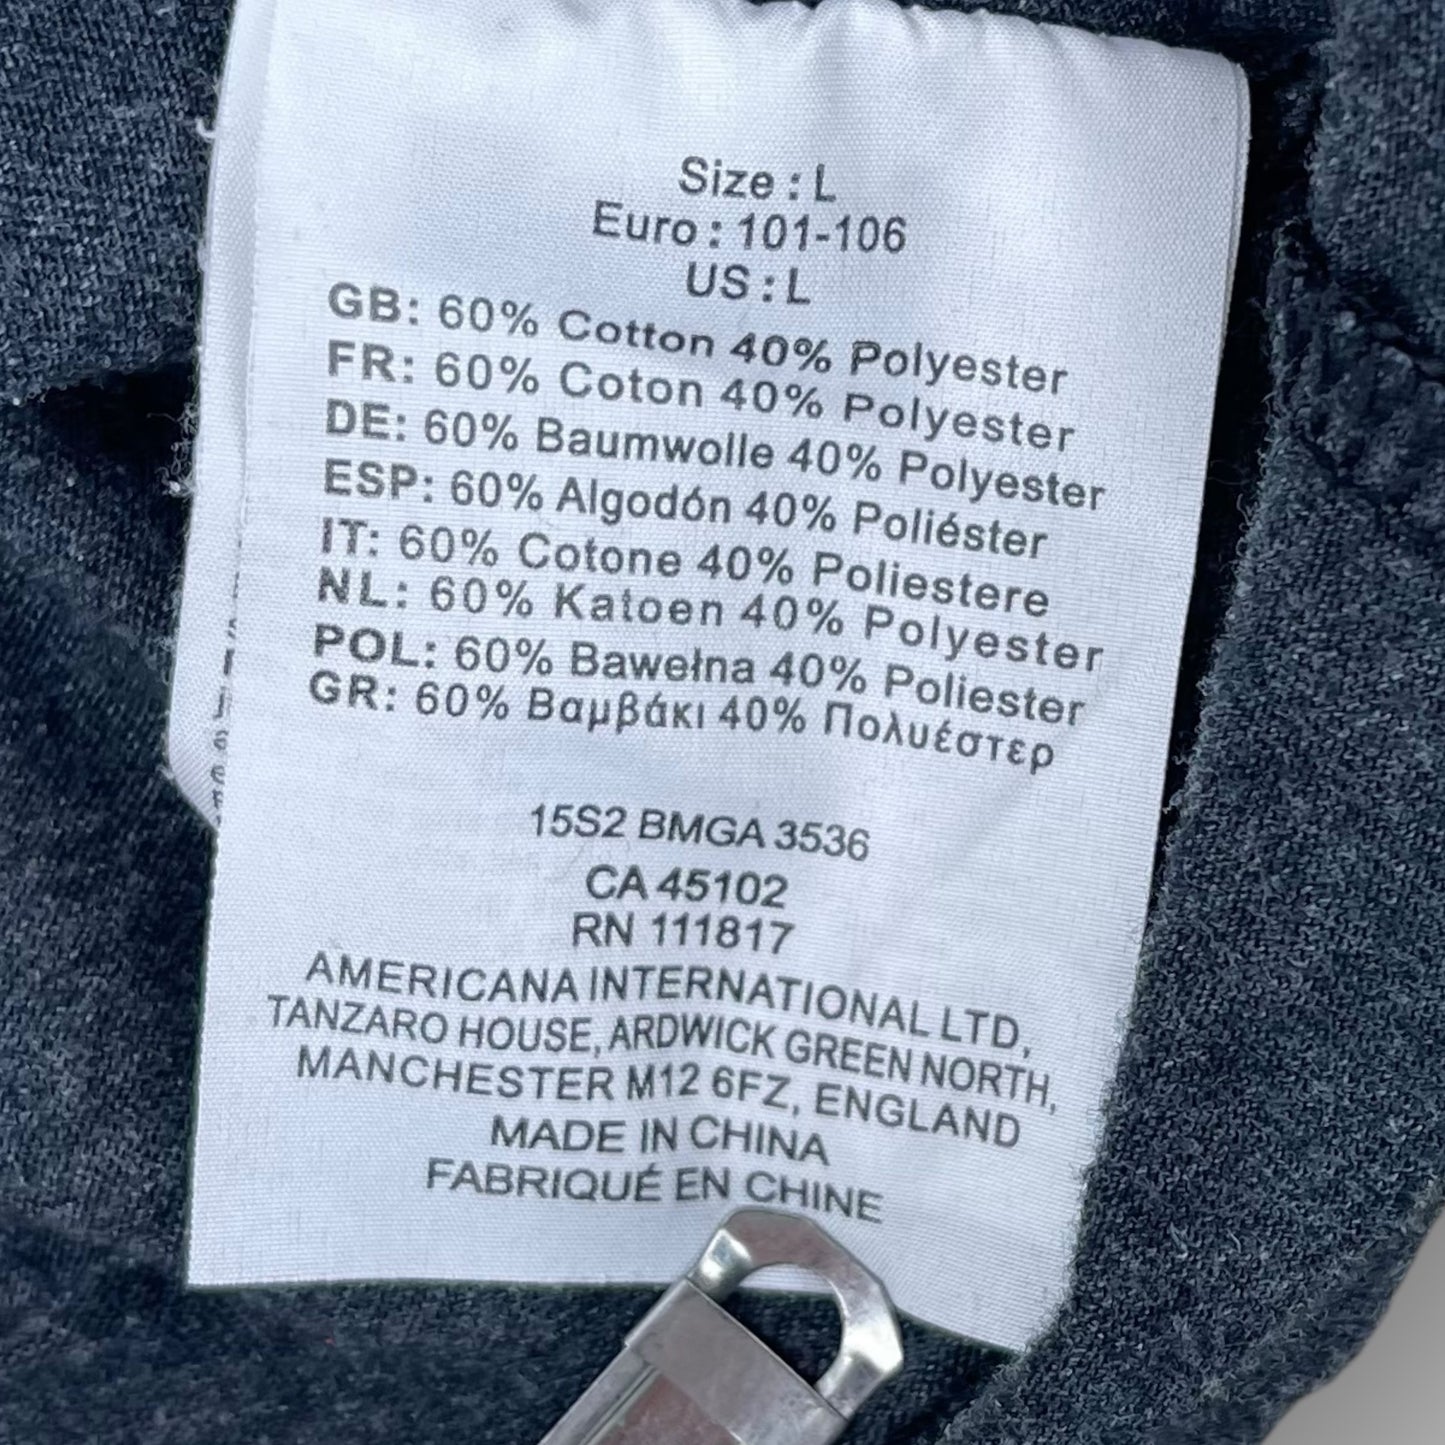 Size : L
Euro : 101-106
US : L
GB: 60% Cotton 40% Polyester
FR: 60% Coton 40% Polyester
DE: 60% Baumwolle 40% Polyester
ESP: 60% Algodón 40% Poliéster
IT: 60% Cotone 40% Poliestere
NL: 60% Katoen 40% Polyester
POL: 60% Bawełna 40% Poliester
GR: 60% Βαμβάκι 40% Πολυέστερ
15S2 BMGA 3536
CA 45102
RN 111817
AMERICANA INTERNATIONAL LTD,
TANZARO HOUSE, ARDWICK GREEN NORTH,
MANCHESTER M12 6FZ, ENGLAND
MADE IN CHINA
FABRIQUÉ EN CHINE